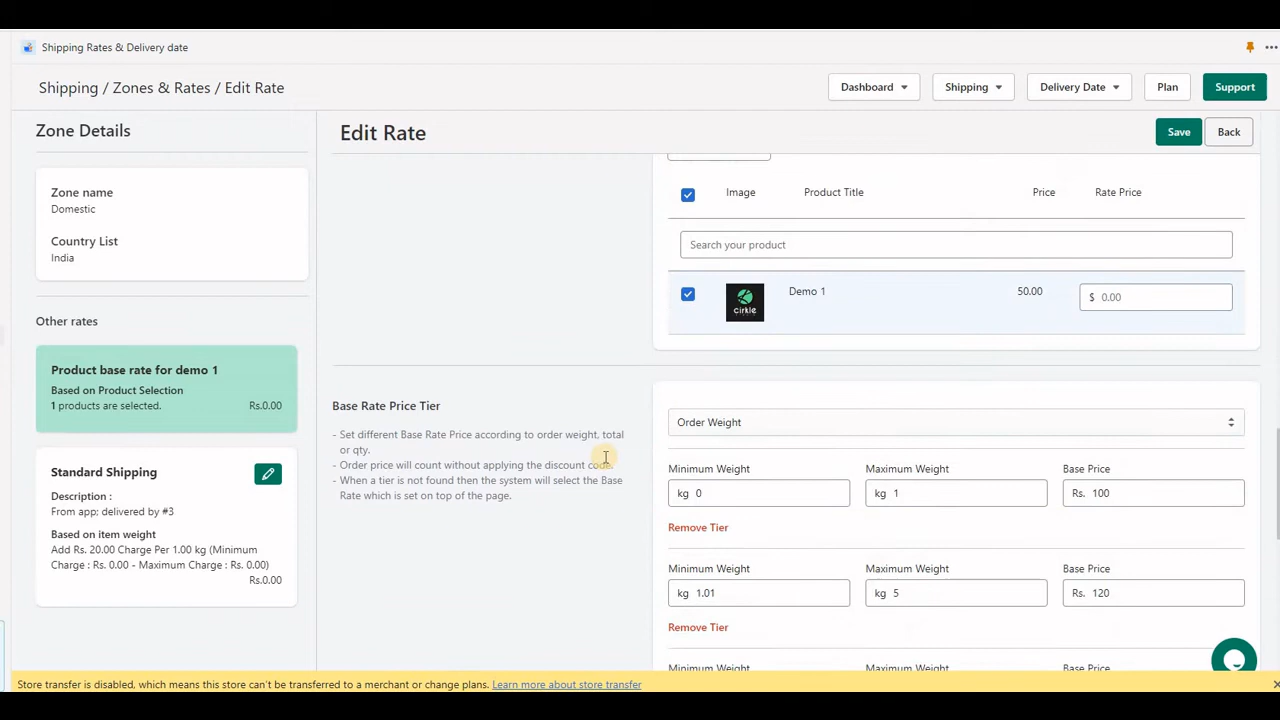 Shipping Rates & Delivery date
Shipping / Zones & Rates / Edit Rate
Dashboard
Shipping
Delivery Date
Plan
Support
Zone Details
Zone name
Domestic
Country List
India
Other rates
Product base rate for demo 1
Based on Product Selection
1 products are selected.
Rs.0.00
Standard Shipping
Description :
From app: delivered by #3
Based on item weight
Add Rs. 20.00 Charge Per 1.00 kg (Minimum
Charge : Rs. 0.00 - Maximum Charge : Rs. 0.00)
Rs.0.00
Edit Rate
Save
Back
Image
Product Title
Price
Rate Price
Search your product
cirkle
Demo 1
50.00
$ 0.00
Base Rate Price Tier
- Set different Base Rate Price according to order weight, total
or qty.
- Order price will count without applying the discount code.
- When a tier is not found then the system will select the Base
Rate which is set on top of the page.
Order Weight
Minimum Weight
Maximum Weight
Base Price
kg 0
kg 1
Rs. 100
Remove Tier
Minimum Weight
Maximum Weight
Base Price
kg 1.01
kg 5
Rs. 120
Remove Tier
Minimum Weight
Maximum Weight
Base Price
Store transfer is disabled, which means this store can't be transferred to a merchant or change plans. Learn more about store transfer